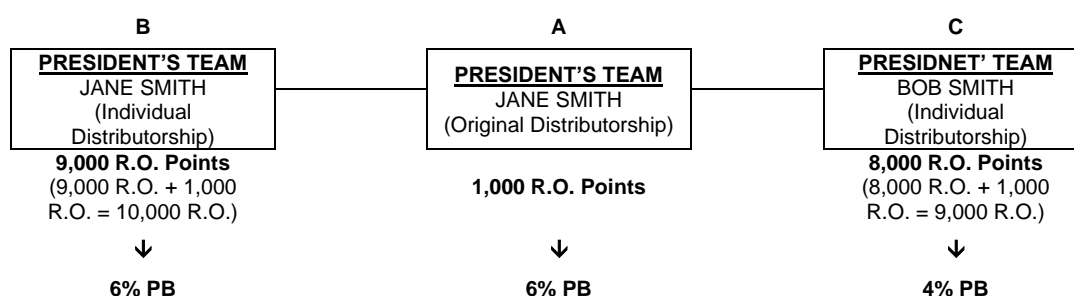 B
PRESIDENT'S TEAM
JANE SMITH
(Individual
Distributorship)
9,000 R.O. Points
(9,000 R.O. + 1,000
R.O. = 10,000 R.O.)
6% PB
A
PRESIDENT'S TEAM
JANE SMITH
(Original Distributorship)
1,000 R.O. Points
6% PB
C
PRESIDNET' TEAM
BOB SMITH
(Individual
Distributorship)
8,000 R.O. Points
(8,000 R.O. + 1,000
R.O. = 9,000 R.O.)
4% PB